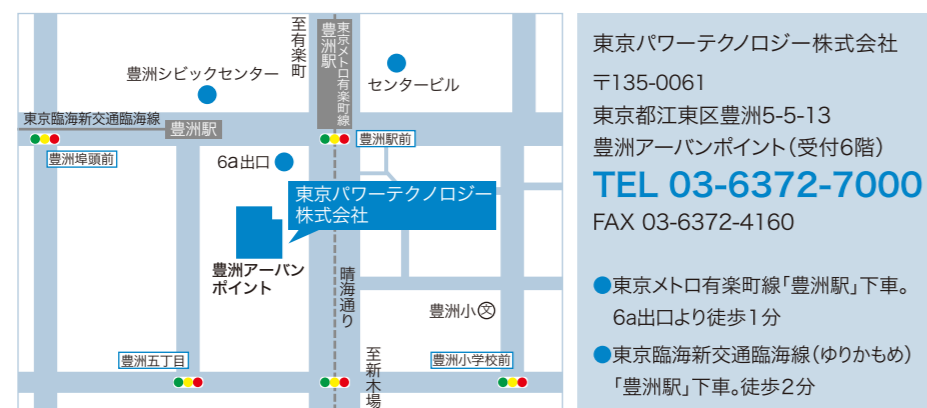 至有楽町
豊洲駅
東京メトロ有楽町線
豊洲シビックセンター
センタービル
東京臨海新交通臨海線
豊洲駅
豊洲駅前
豊洲埠頭前
6a出口
東京パワーテクノロジー
株式会社
豊洲アーバン
ポイント
晴海通り
豊洲小文
豊洲五丁目
至新木場
豊洲小学校前
東京パワーテクノロジー株式会社
〒135-0061
東京都江東区豊洲5-5-13
豊洲アーバンポイント(受付6階)
TEL 03-6372-7000
FAX 03-6372-4160
●東京メトロ有楽町線「豊洲駅」下車。
6a出口より徒歩1分
●東京臨海新交通臨海線(ゆりかもめ)
「豊洲駅」下車。徒歩2分